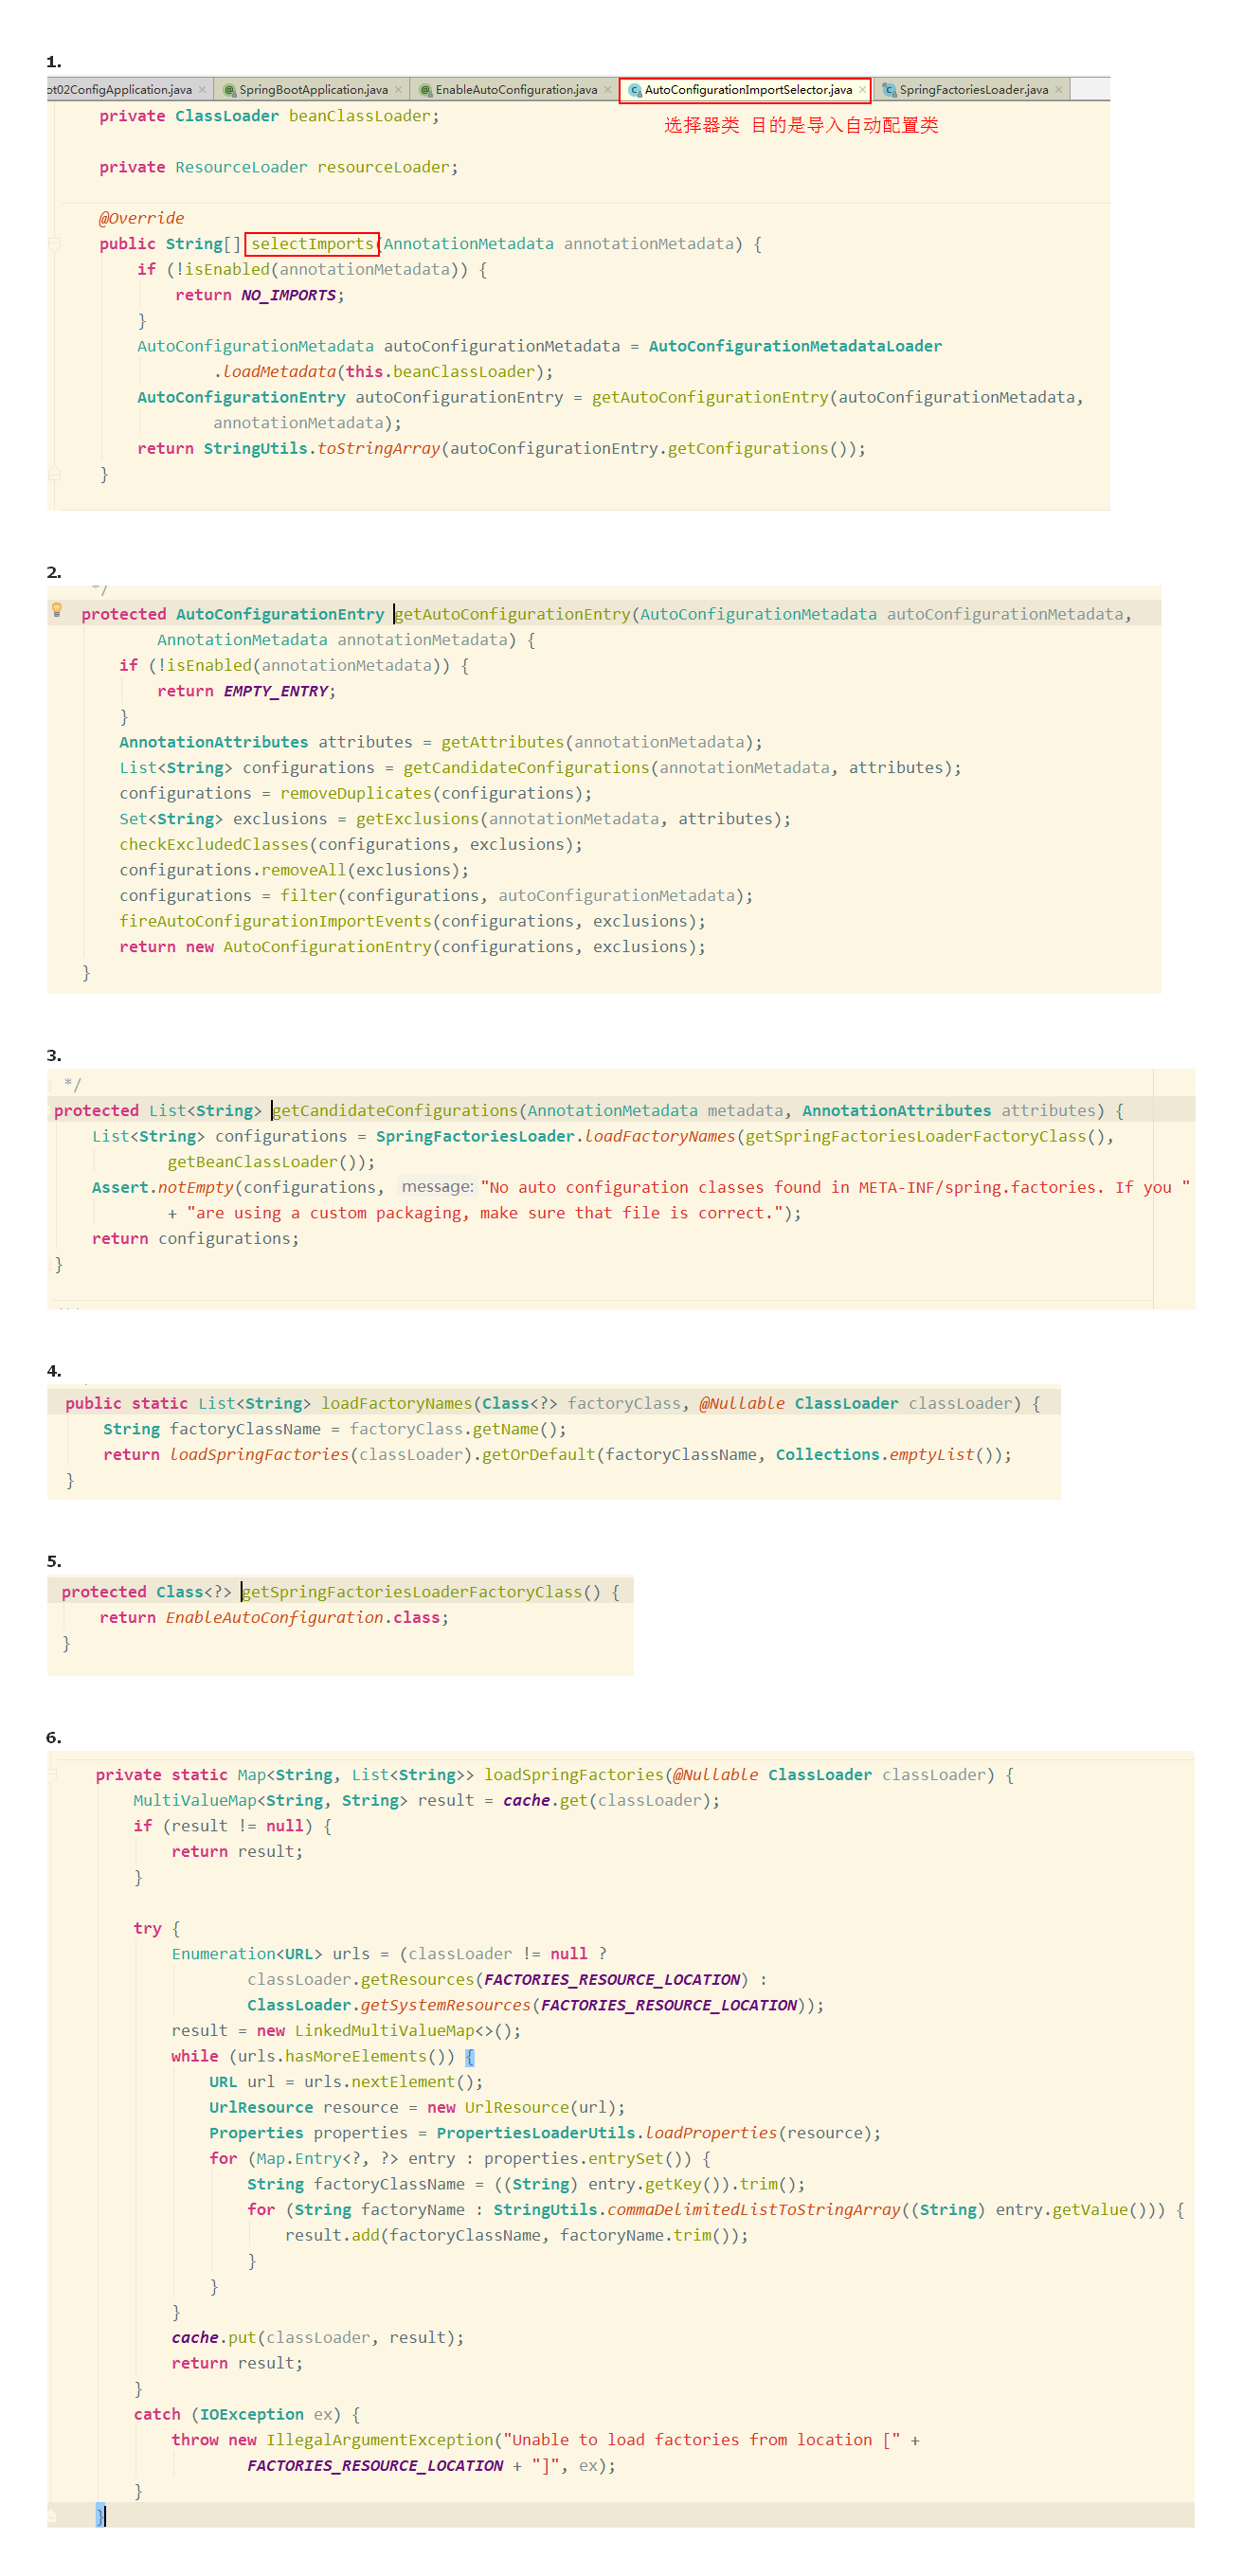 1.
ot02ConfigApplication.java × SpringBootApplication.java × EnableAutoConfiguration.java × AutoConfigurationImportSelector.java × SpringFactoriesLoader.java ×
private ClassLoader beanClassLoader;
选择器类 目的是导入自动配置类
private ResourceLoader resourceLoader;
@Override
public String[] selectImports(AnnotationMetadata annotationMetadata) {
if (!isEnabled(annotationMetadata)) {
return NO_IMPORTS;
}
AutoConfigurationMetadata autoConfigurationMetadata = AutoConfigurationMetadataLoader
.loadMetadata(this.beanClassLoader);
AutoConfigurationEntry autoConfigurationEntry = getAutoConfigurationEntry(autoConfigurationMetadata,
annotationMetadata);
return StringUtils.toStringArray(autoConfigurationEntry.getConfigurations());
}
2.
*/
protected AutoConfigurationEntry getAutoConfigurationEntry(AutoConfigurationMetadata autoConfigurationMetadata,
AnnotationMetadata annotationMetadata) {
if (!isEnabled(annotationMetadata)) {
return EMPTY_ENTRY;
}
AnnotationAttributes attributes = getAttributes(annotationMetadata);
List<String> configurations = getCandidateConfigurations(annotationMetadata, attributes);
configurations = removeDuplicates(configurations);
Set<String> exclusions = getExclusions(annotationMetadata, attributes);
checkExcludedClasses(configurations, exclusions);
configurations.removeAll(exclusions);
configurations = filter(configurations, autoConfigurationMetadata);
fireAutoConfigurationImportEvents(configurations, exclusions);
return new AutoConfigurationEntry(configurations, exclusions);
}
3.
*/
protected List<String> getCandidateConfigurations(AnnotationMetadata metadata, AnnotationAttributes attributes) {
List<String> configurations = SpringFactoriesLoader.loadFactoryNames(getSpringFactoriesLoaderFactoryClass(),
getBeanClassLoader());
Assert.notEmpty(configurations, message: "No auto configuration classes found in META-INF/spring.factories. If you "
+ "are using a custom packaging, make sure that file is correct.");
return configurations;
}
4.
public static List<String> loadFactoryNames(Class<?> factoryClass, @Nullable ClassLoader classLoader) {
String factoryClassName = factoryClass.getName();
return loadSpringFactories(classLoader).getOrDefault(factoryClassName, Collections.emptyList());
}
5.
protected Class<?> getSpringFactoriesLoaderFactoryClass() {
return EnableAutoConfiguration.class;
}
6.
private static Map<String, List<String>> loadSpringFactories(@Nullable ClassLoader classLoader) {
MultiValueMap<String, String> result = cache.get(classLoader);
if (result != null) {
return result;
}
try {
Enumeration<URL> urls = (classLoader != null ?
classLoader.getResources(FACTORIES_RESOURCE_LOCATION) :
ClassLoader.getSystemResources(FACTORIES_RESOURCE_LOCATION));
result = new LinkedMultiValueMap<>();
while (urls.hasMoreElements()) {
URL url = urls.nextElement();
UrlResource resource = new UrlResource(url);
Properties properties = PropertiesLoaderUtils.loadProperties(resource);
for (Map.Entry<?, ?> entry : properties.entrySet()) {
String factoryClassName = ((String) entry.getKey()).trim();
for (String factoryName : StringUtils.commaDelimitedListToStringArray((String) entry.getValue())) {
result.add(factoryClassName, factoryName.trim());
}
}
}
cache.put(classLoader, result);
return result;
}
catch (IOException ex) {
throw new IllegalArgumentException("Unable to load factories from location [" +
FACTORIES_RESOURCE_LOCATION + "]", ex);
}
}